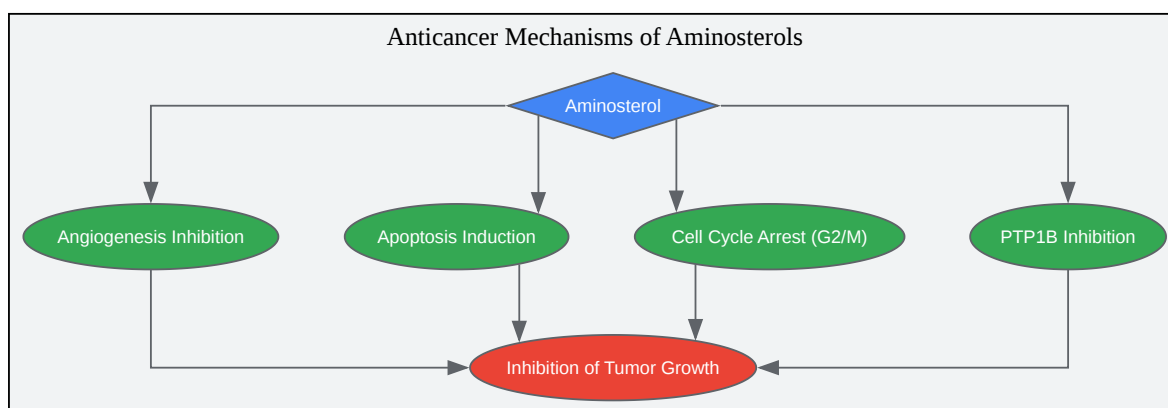 Anticancer Mechanisms of Aminosterols
Aminosterol
Angiogenesis Inhibition
Apoptosis Induction
Cell Cycle Arrest (G2/M)
PTP1B Inhibition
Inhibition of Tumor Growth